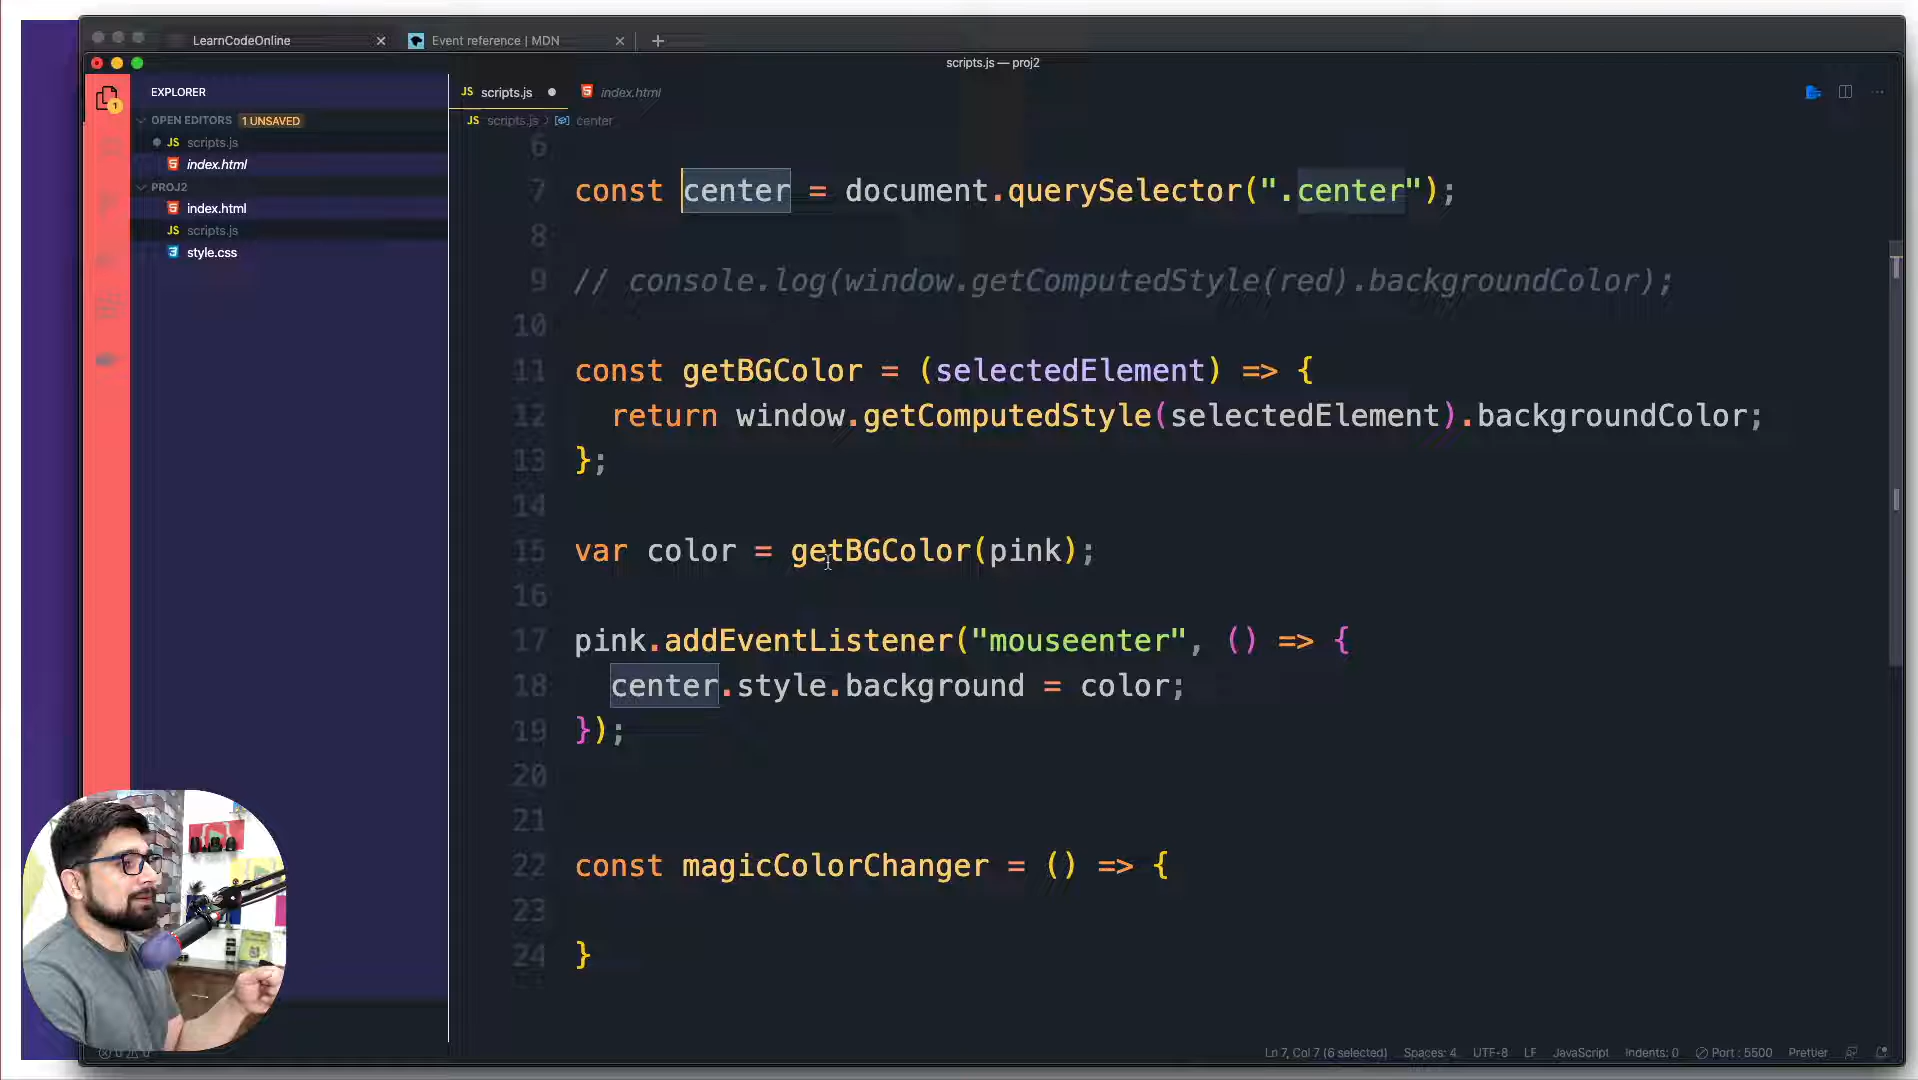 LearnCodeOnline
Event reference | MDN
scripts.js — proj2
EXPLORER
OPEN EDITORS 1 UNSAVED
JS scripts.js
index.html
PROJ2
index.html
JS scripts.js
style.css
JS scripts.js
index.html
JS scripts.js > center
6
7 const center = document.querySelector(".center");
8
9 // console.log(window.getComputedStyle(red).backgroundColor);
10
11 const getBGColor = (selectedElement) => {
12 return window.getComputedStyle(selectedElement).backgroundColor;
13 };
14
15 var color = getBGColor(pink);
16
17 pink.addEventListener("mouseenter", () => {
18 center.style.background = color;
19 });
20
21
22 const magicColorChanger = () => {
23
24 }
Ln 7, Col 7 (6 selected) Spaces: 4 UTF-8 LF JavaScript Indents: 0 Port : 5500 Prettier